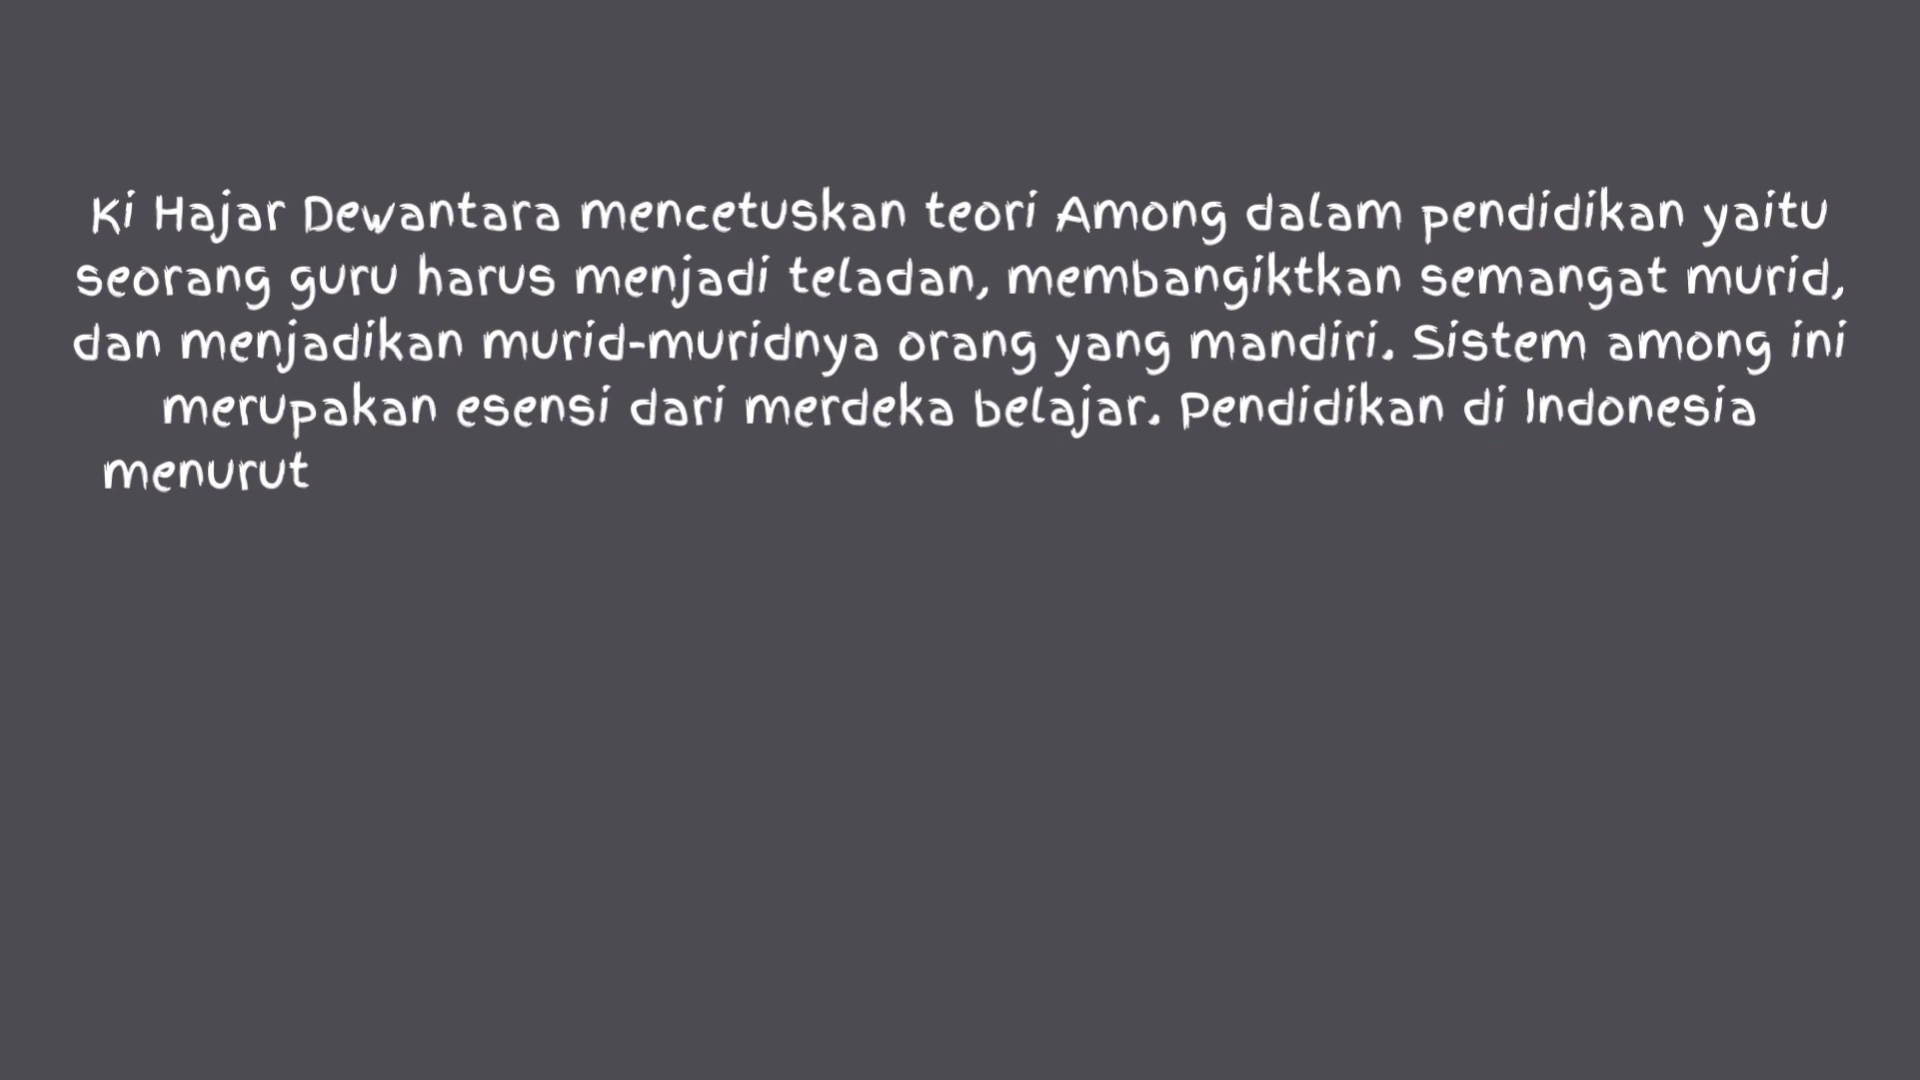 Ki Hajar Dewantara mencetuskan teori Among dalam pendidikan yaitu
seorang guru harus menjadi teladan, membangiktkan semangat murid,
dan menjadikan murid-muridnya orang yang mandiri. Sistem among ini
merupakan esensi dari merdeka belajar. Pendidikan di Indonesia
menurut